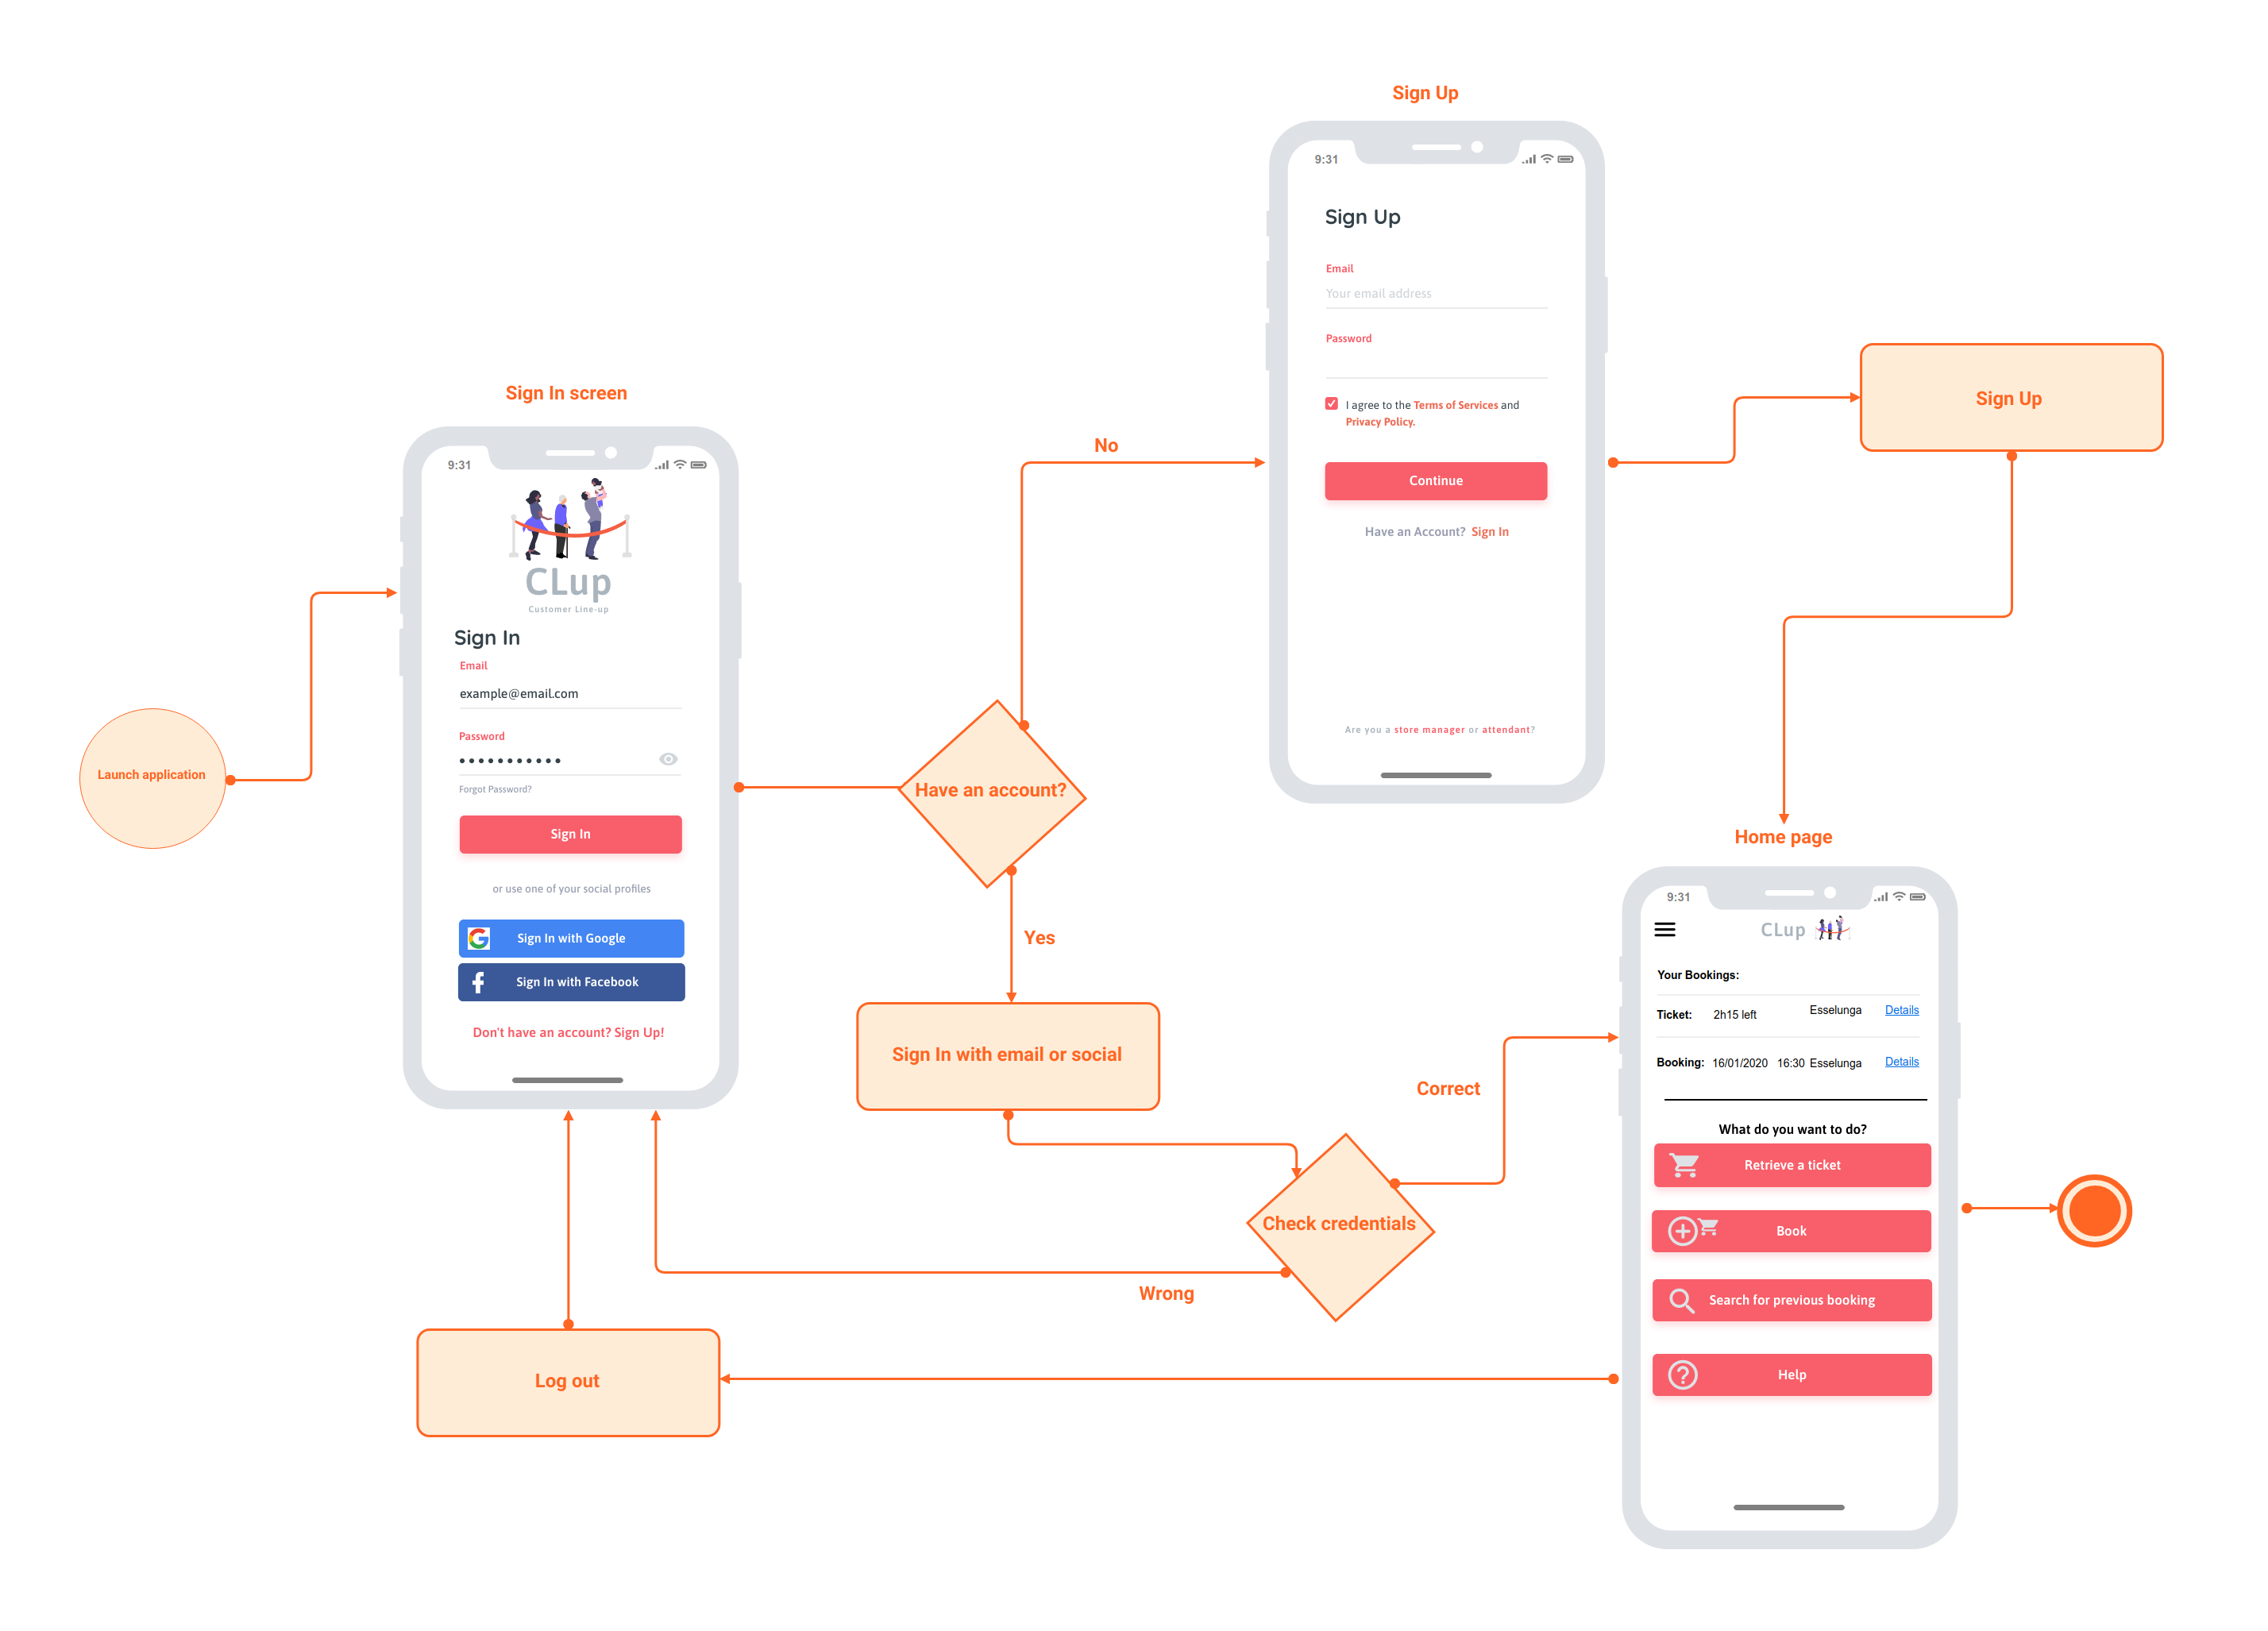 Launch application
Sign In screen
9:31
CLup
Customer Line-up
Sign In
Email
example@email.com
Password
Forgot Password?
Sign In
or use one of your social profiles
Sign In with Google
Sign In with Facebook
Don't have an account? Sign Up!
Have an account?
No
Yes
Sign Up
9:31
Sign Up
Email
Your email address
Password
I agree to the Terms of Services and
Privacy Policy.
Continue
Have an Account? Sign In
Are you a store manager or attendant?
Sign Up
Sign In with email or social
Check credentials
Correct
Wrong
Home page
9:31
CLup
Your Bookings:
Ticket: 2h15 left Esselunga Details
Booking: 16/01/2020 16:30 Esselunga Details
What do you want to do?
Retrieve a ticket
Book
Search for previous booking
Help
Log out